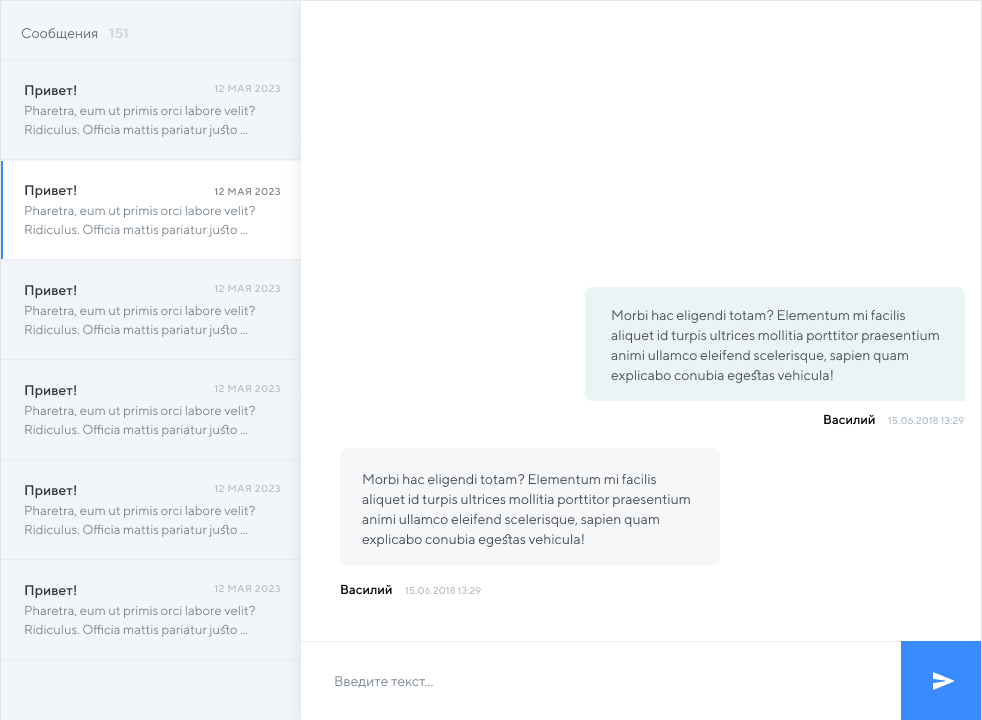 Сообщения 151
Привет! 12 МАЯ 2023
Pharetra, eum ut primis orci labore velit?
Ridiculus. Officia mattis pariatur justo ...
Привет! 12 МАЯ 2023
Pharetra, eum ut primis orci labore velit?
Ridiculus. Officia mattis pariatur justo ...
Привет! 12 МАЯ 2023
Pharetra, eum ut primis orci labore velit?
Ridiculus. Officia mattis pariatur justo ...
Привет! 12 МАЯ 2023
Pharetra, eum ut primis orci labore velit?
Ridiculus. Officia mattis pariatur justo ...
Привет! 12 МАЯ 2023
Pharetra, eum ut primis orci labore velit?
Ridiculus. Officia mattis pariatur justo ...
Привет! 12 МАЯ 2023
Pharetra, eum ut primis orci labore velit?
Ridiculus. Officia mattis pariatur justo ...
Morbi hac eligendi totam? Elementum mi facilis
aliquet id turpis ultrices mollitia porttitor praesentium
animi ullamco eleifend scelerisque, sapien quam
explicabo conubia egestas vehicula!
Василий 15.06.2018 13:29
Morbi hac eligendi totam? Elementum mi facilis
aliquet id turpis ultrices mollitia porttitor praesentium
animi ullamco eleifend scelerisque, sapien quam
explicabo conubia egestas vehicula!
Василий 15.06.2018 13:29
Введите текст...